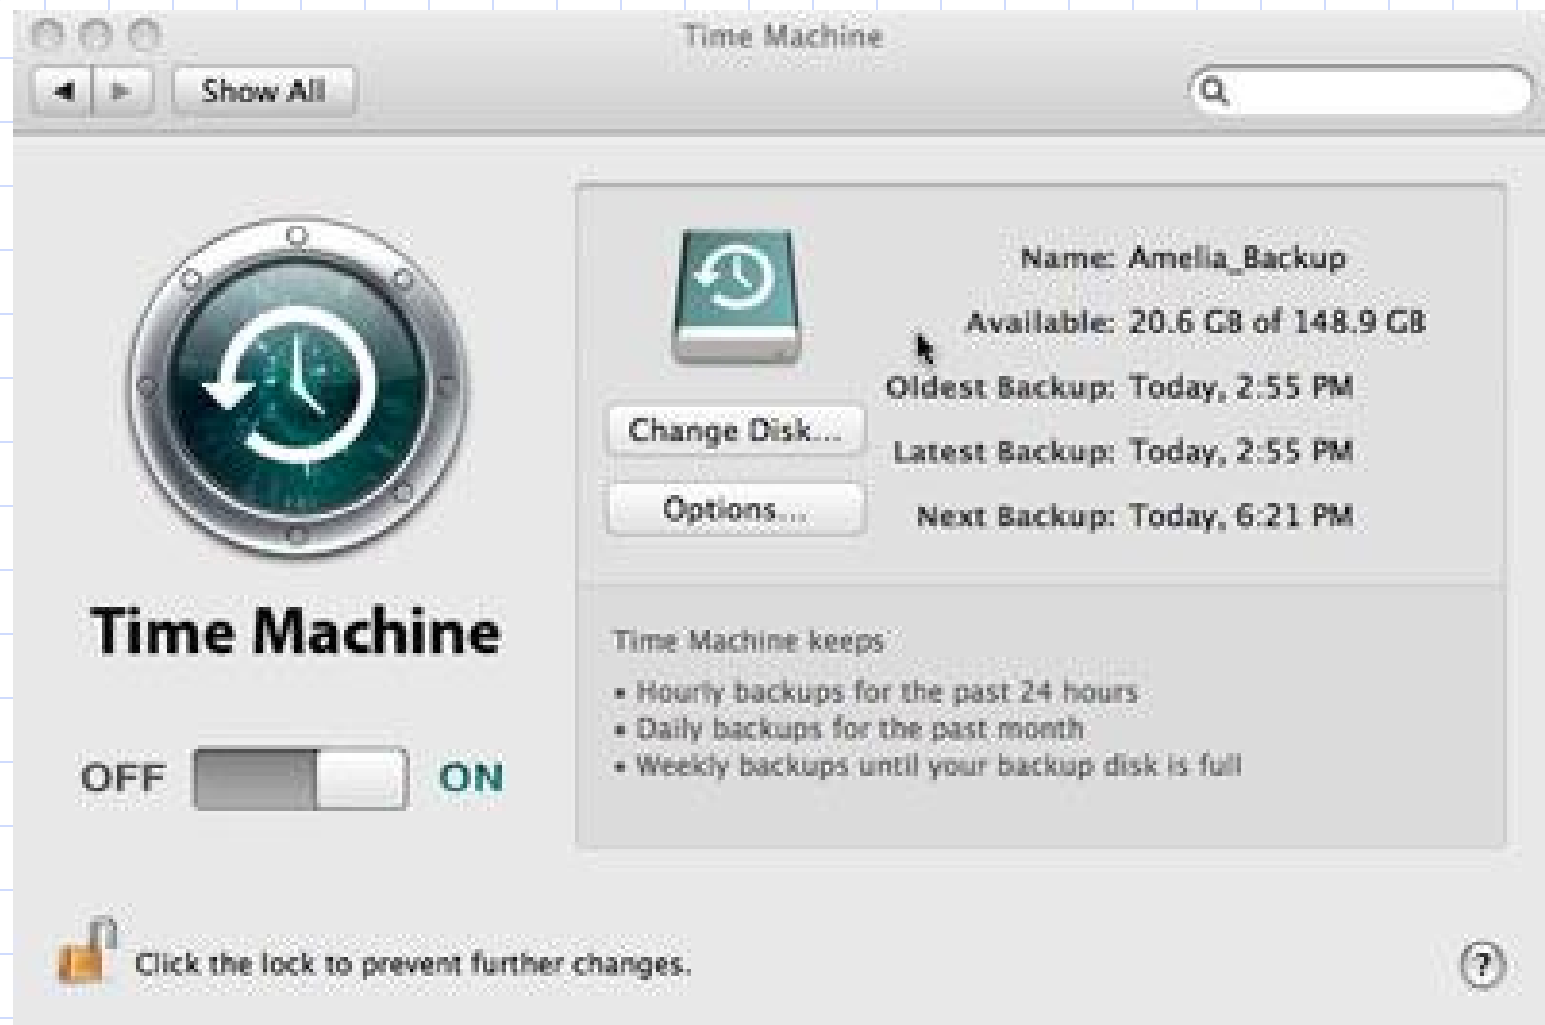 Time Machine
Show All
Name: Amelia_Backup
Available: 20.6 GB of 148.9 GB
Oldest Backup: Today, 2:55 PM
Change Disk...
Latest Backup: Today, 2:55 PM
Options...
Next Backup: Today, 6:21 PM
Time Machine
OFF ON
Time Machine keeps
• Hourly backups for the past 24 hours
• Daily backups for the past month
• Weekly backups until your backup disk is full
Click the lock to prevent further changes.
?